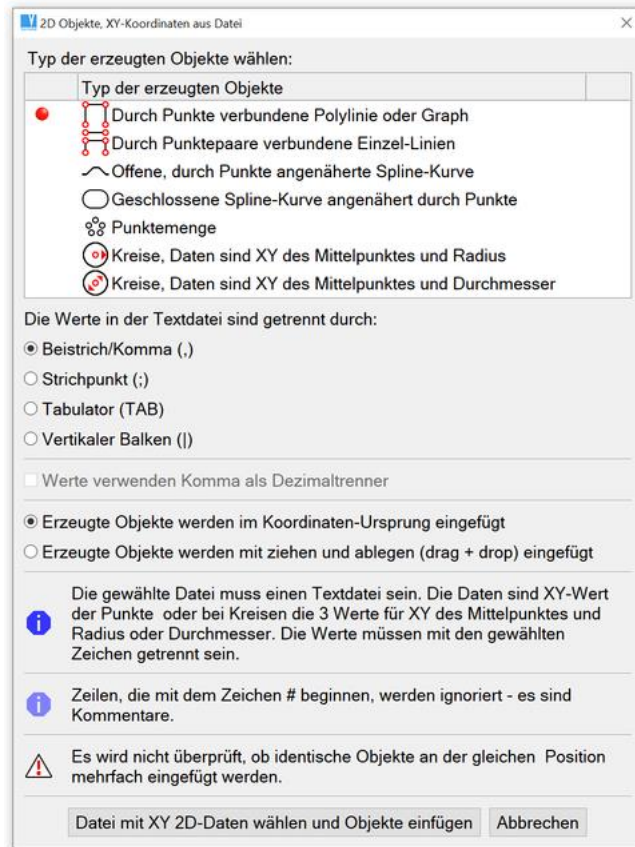 2D Objekte, XY-Koordinaten aus Datei
Typ der erzeugten Objekte wählen:
Typ der erzeugten Objekte
Durch Punkte verbundene Polylinie oder Graph
Durch Punktepaare verbundene Einzel-Linien
Offene, durch Punkte angenäherte Spline-Kurve
Geschlossene Spline-Kurve angenähert durch Punkte
Punktemenge
Kreise, Daten sind XY des Mittelpunktes und Radius
Kreise, Daten sind XY des Mittelpunktes und Durchmesser
Die Werte in der Textdatei sind getrennt durch:
Beistrich/Komma (,)
Strichpunkt (;)
Tabulator (TAB)
Vertikaler Balken (|)
Werte verwenden Komma als Dezimaltrenner
Erzeugte Objekte werden im Koordinaten-Ursprung eingefügt
Erzeugte Objekte werden mit ziehen und ablegen (drag + drop) eingefügt
Die gewählte Datei muss einen Textdatei sein. Die Daten sind XY-Wert
der Punkte oder bei Kreisen die 3 Werte für XY des Mittelpunktes und
Radius oder Durchmesser. Die Werte müssen mit den gewählten
Zeichen getrennt sein.
Zeilen, die mit dem Zeichen # beginnen, werden ignoriert - es sind
Kommentare.
Es wird nicht überprüft, ob identische Objekte an der gleichen Position
mehrfach eingefügt werden.
Datei mit XY 2D-Daten wählen und Objekte einfügen Abbrechen